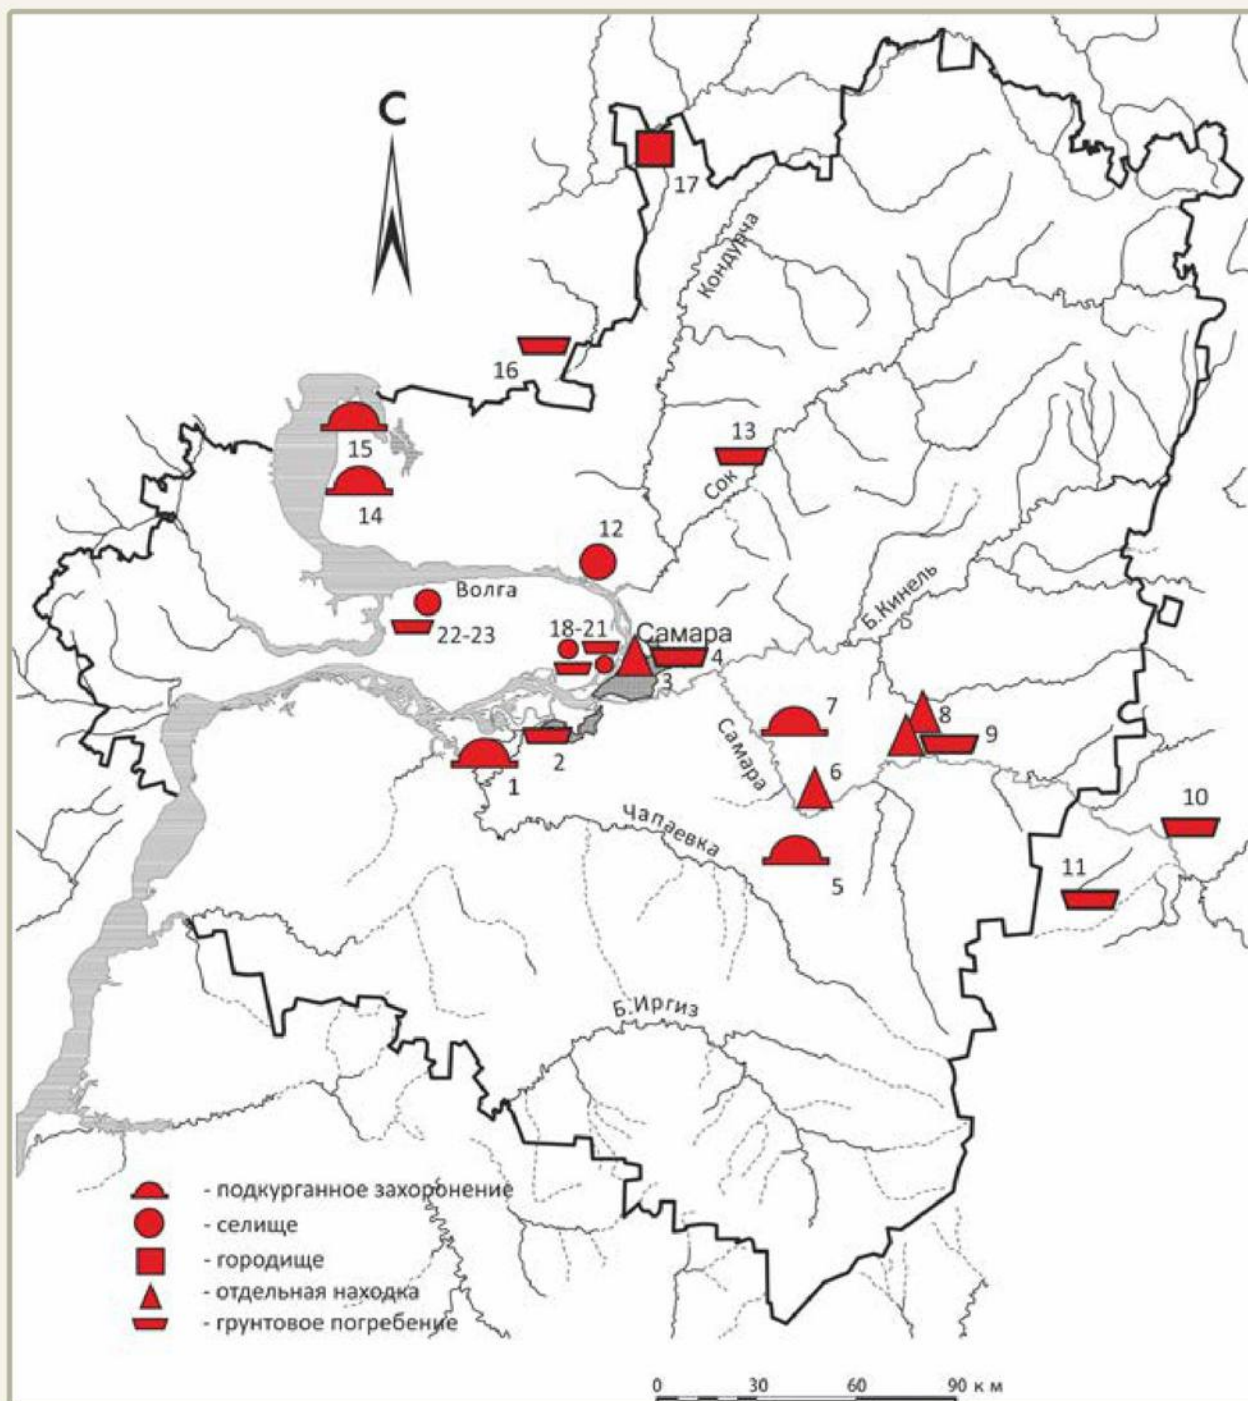 С
17
Кондурча
16
15
13
Сок
14
12
Волга
Б.Кинель
22-23
18-21
Самара
4
3
7
8
9
Самара
2
1
6
10
Чапаевка
5
11
Б.Иргиз
- подкурганное захоронение
- селище
- городище
- отдельная находка
- грунтовое погребение
0 30 60 90 км